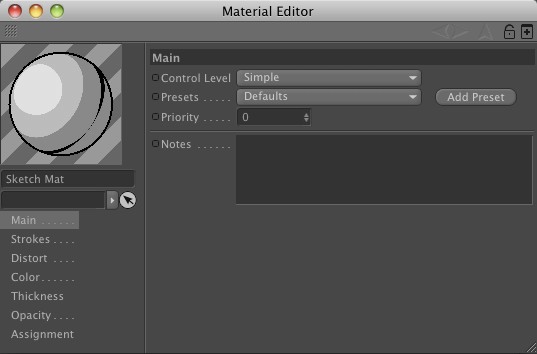 Material Editor
Main
Control Level Simple
Presets ..... Defaults Add Preset
Priority ..... 0
Notes ......
Sketch Mat
Main ......
Strokes ....
Distort ....
Color......
Thickness
Opacity ....
Assignment